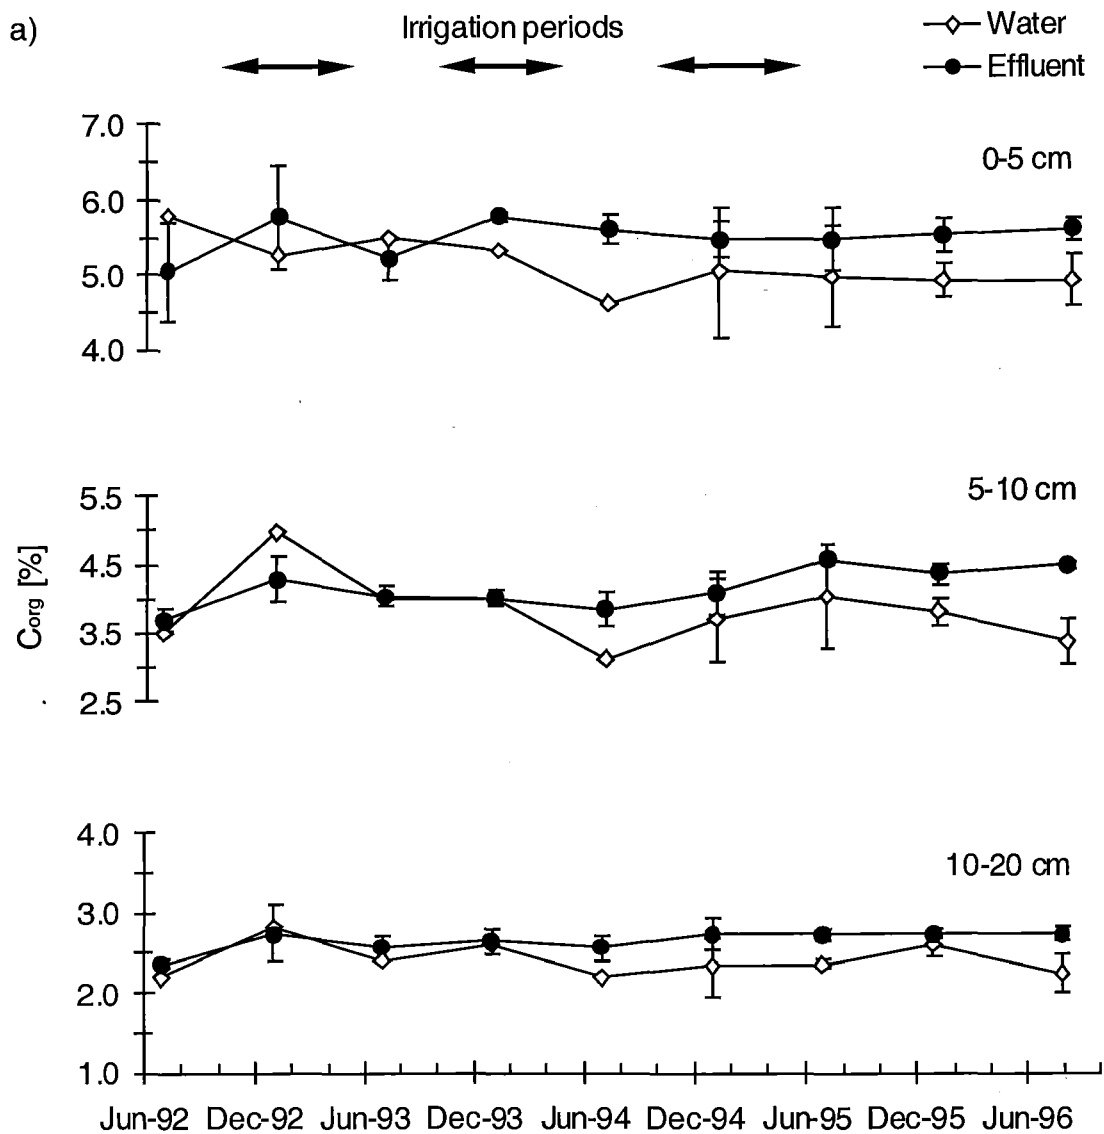 a)
Irrigation periods
Water
Effluent
7.0
6.0
5.0
4.0
0-5 cm
5.5
4.5
3.5
2.5
5-10 cm
Corg [%]
4.0
3.0
2.0
1.0
10-20 cm
Jun-92 Dec-92 Jun-93 Dec-93 Jun-94 Dec-94 Jun-95 Dec-95 Jun-96